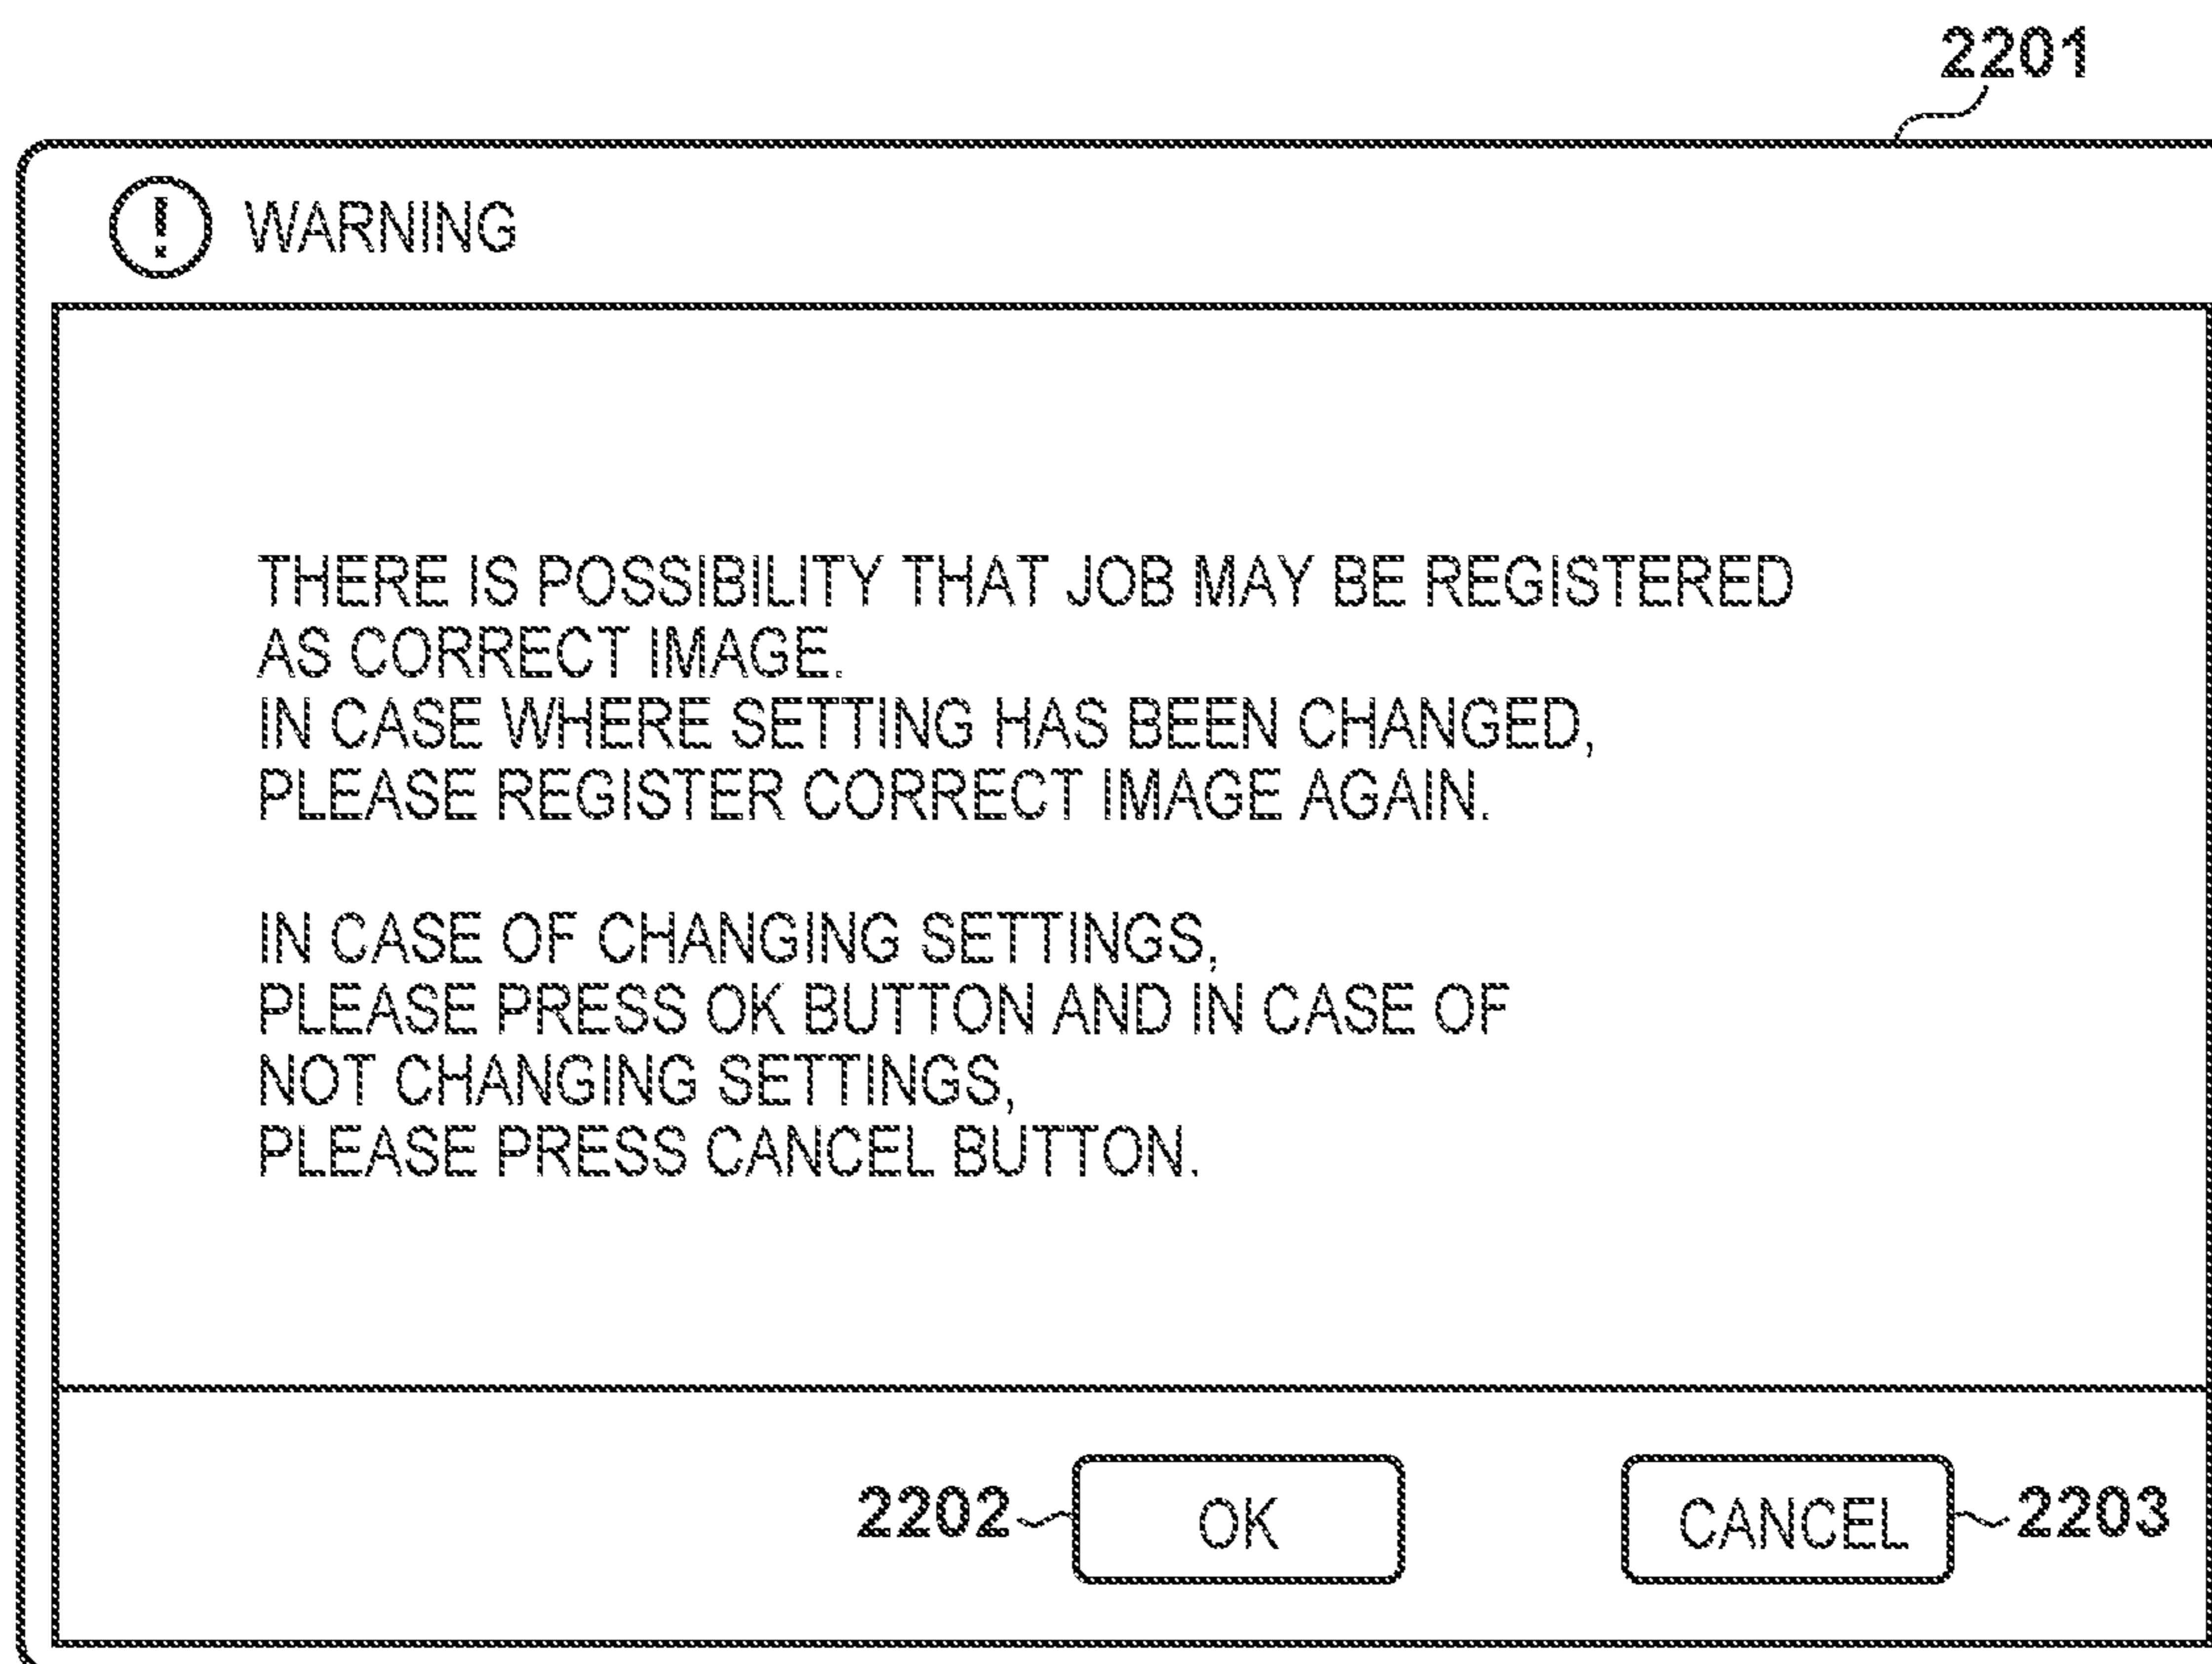 2201
! WARNING
THERE IS POSSIBILITY THAT JOB MAY BE REGISTERED
AS CORRECT IMAGE.
IN CASE WHERE SETTING HAS BEEN CHANGED,
PLEASE REGISTER CORRECT IMAGE AGAIN.
IN CASE OF CHANGING SETTINGS,
PLEASE PRESS OK BUTTON AND IN CASE OF
NOT CHANGING SETTINGS,
PLEASE PRESS CANCEL BUTTON.
2202 OK CANCEL 2203